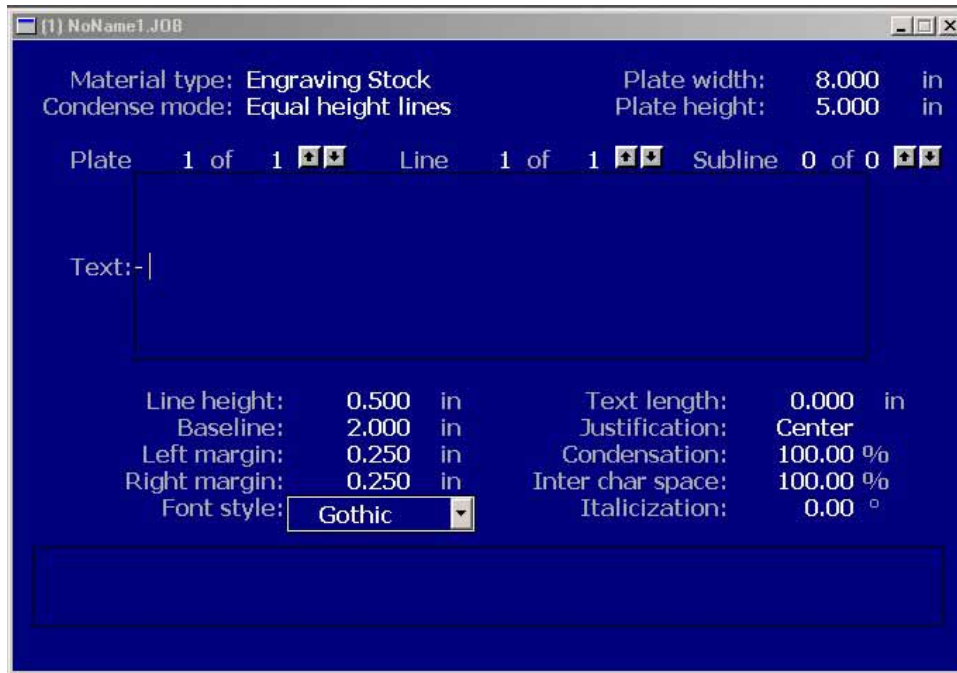 (1) NoName1.JOB
Material type: Engraving Stock Plate width: 8.000 in
Condense mode: Equal height lines Plate height: 5.000 in
Plate 1 of 1 Line 1 of 1 Subline 0 of 0
Text:-
Line height: 0.500 in Text length: 0.000 in
Baseline: 2.000 in Justification: Center
Left margin: 0.250 in Condensation: 100.00 %
Right margin: 0.250 in Inter char space: 100.00 %
Font style: Gothic Italicization: 0.00 °